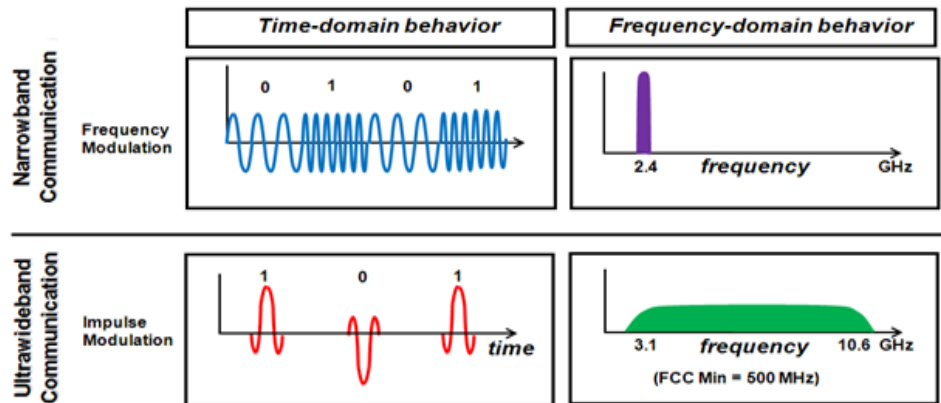 Time-domain behavior
Frequency-domain behavior
Narrowband
Communication
Frequency
Modulation
0 1 0 1
2.4 frequency GHz
Ultrawideband
Communication
Impulse
Modulation
1 0 1
time
3.1 frequency 10.6 GHz
(FCC Min = 500 MHz)